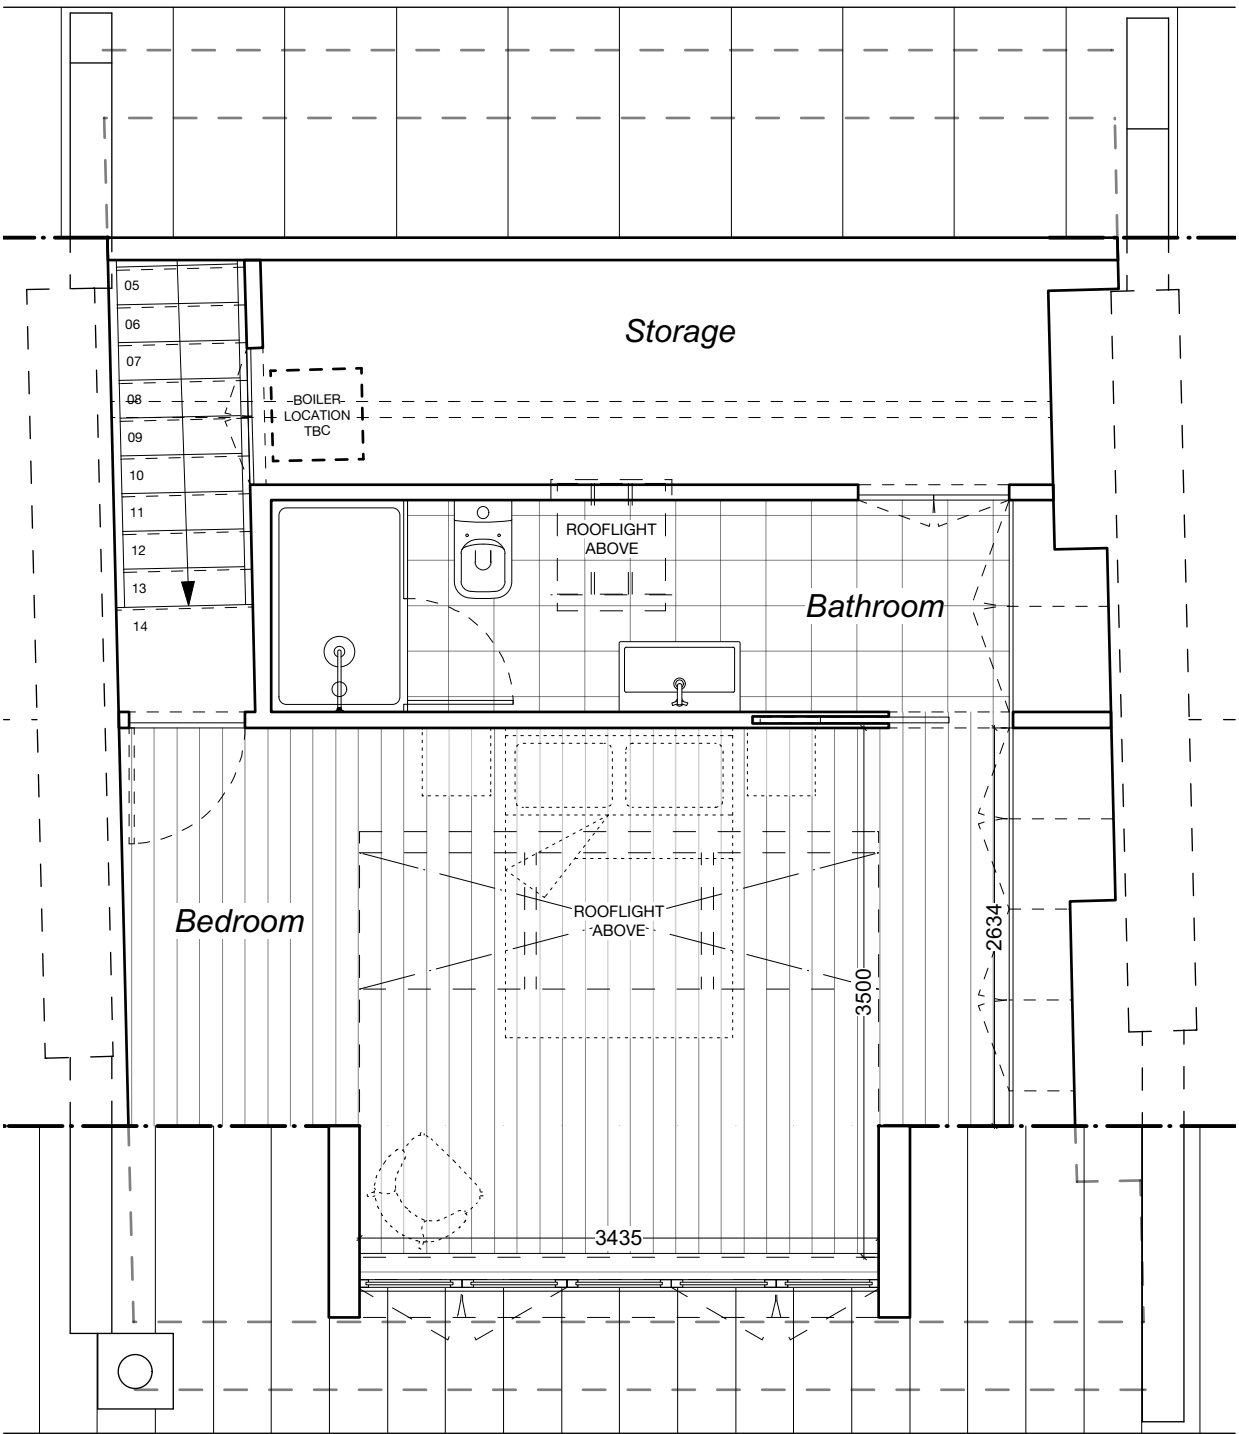 05
06
Storage
07
08
BOILER
LOCATION
TBC
09
10
11
12
13
14
ROOFLIGHT
ABOVE
Bathroom
Bedroom
ROOFLIGHT
ABOVE
2634
3500
3435